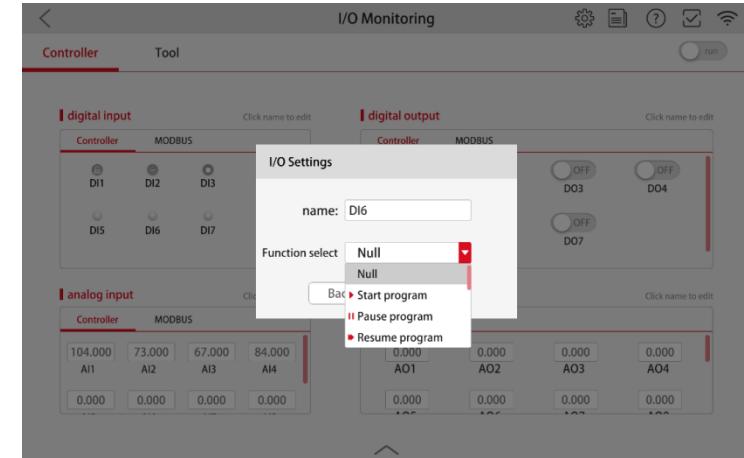 I/O Monitoring
Controller Tool
run
digital input Click name to edit
digital output Click name to edit
Controller MODBUS
Controller MODBUS
DI1 DI2 DI3
OFF OFF
DO3 DO4
DI5 DI6 DI7
OFF
DO7
I/O Settings
name: DI6
Function select Null
Null
Start program
Pause program
Resume program
analog input
Click name to edit
Controller MODBUS
104.000 73.000 67.000 84.000
AI1 AI2 AI3 AI4
0.000 0.000 0.000 0.000
AO1 AO2 AO3 AO4
0.000 0.000 0.000 0.000
0.000 0.000 0.000 0.000